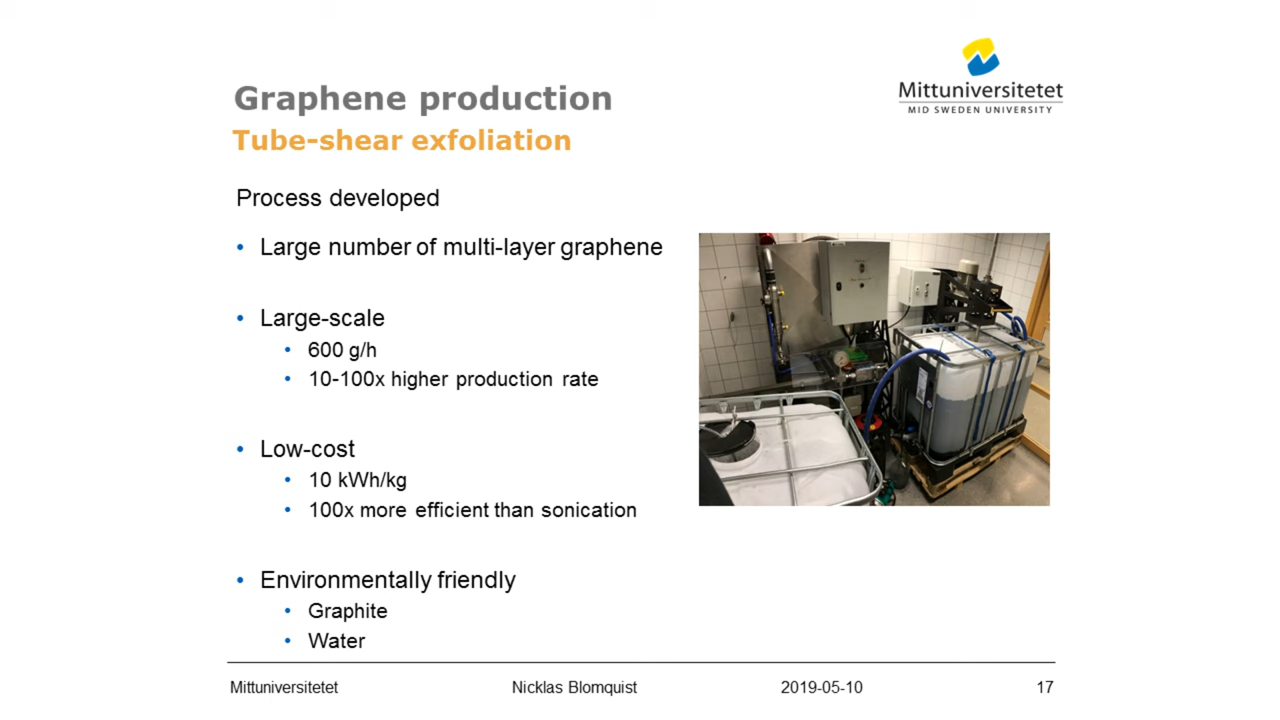 Mittuniversitetet
MID SWEDEN UNIVERSITY
Graphene production
Tube-shear exfoliation
Process developed
• Large number of multi-layer graphene
• Large-scale
• 600 g/h
• 10-100x higher production rate
• Low-cost
• 10 kWh/kg
• 100x more efficient than sonication
• Environmentally friendly
• Graphite
• Water
Mittuniversitetet Nicklas Blomquist 2019-05-10 17